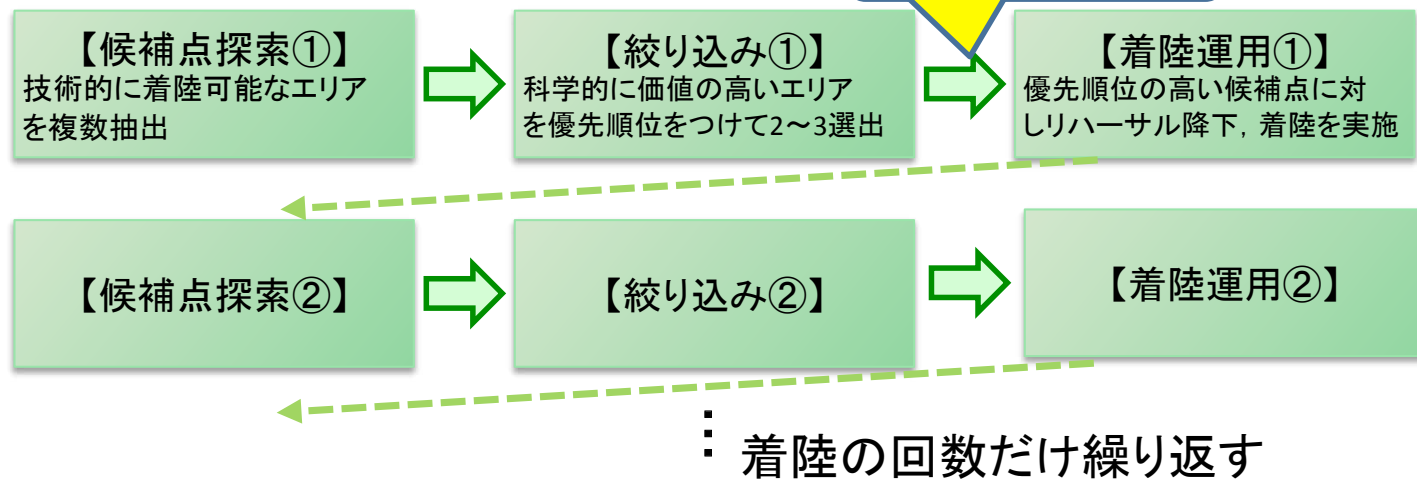 【候補点探索①】
技術的に着陸可能なエリア
を複数抽出
【絞り込み①】
科学的に価値の高いエリア
を優先順位をつけて2～3選出
【着陸運用①】
優先順位の高い候補点に対
しリハーサル降下，着陸を実施
【候補点探索②】
【絞り込み②】
【着陸運用②】
⋮
着陸の回数だけ繰り返す